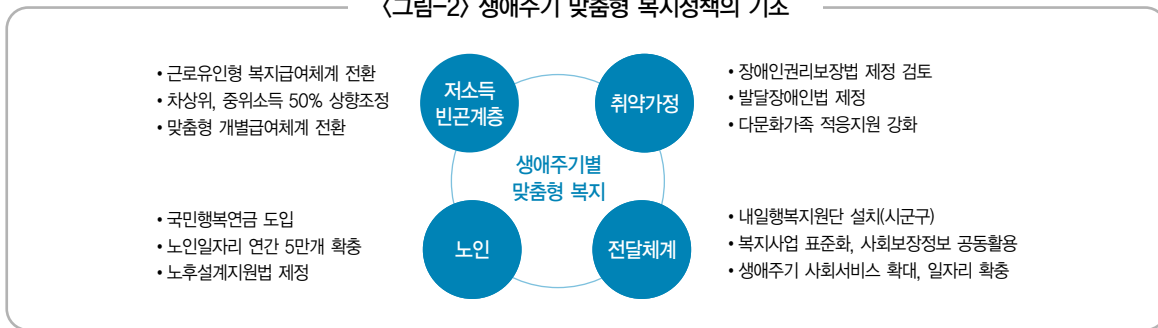 〈그림-2〉 생애주기 맞춤형 복지정책의 기조
• 근로유인형 복지급여체계 전환
• 차상위, 중위소득 50% 상향조정
• 맞춤형 개별급여체계 전환
저소득
빈곤계층
취약가정
• 장애인권리보장법 제정 검토
• 발달장애인법 제정
• 다문화가족 적응지원 강화
생애주기별
맞춤형 복지
• 국민행복연금 도입
• 노인일자리 연간 5만개 확충
• 노후설계지원법 제정
노인
전달체계
• 내일행복지원단 설치(시군구)
• 복지사업 표준화, 사회보장정보 공동활용
• 생애주기 사회서비스 확대, 일자리 확충